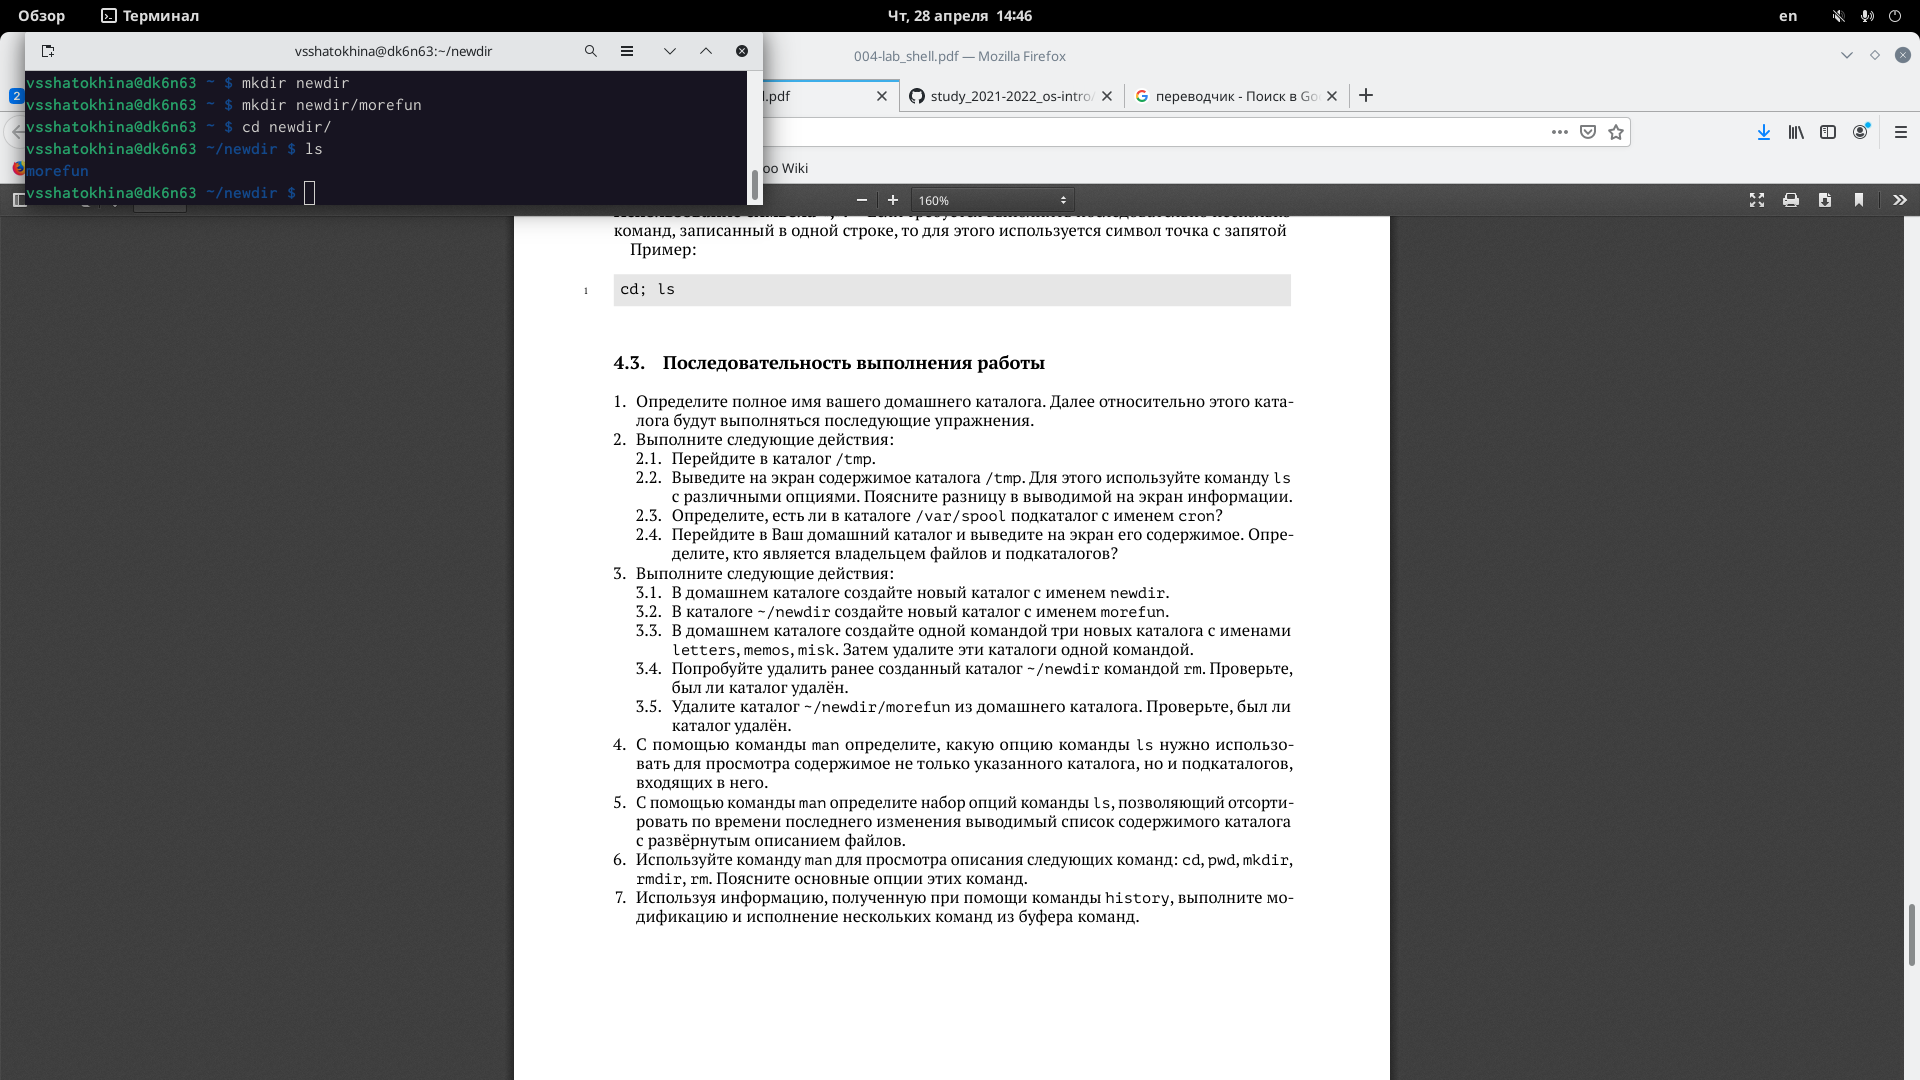 Обзор Терминал Чт, 28 апреля 14:46 en
vsshatokhina@dk6n63:~/newdir
004-lab_shell.pdf — Mozilla Firefox
vsshatokhina@dk6n63 ~ $ mkdir newdir
vsshatokhina@dk6n63 ~ $ mkdir newdir/morefun
vsshatokhina@dk6n63 ~ $ cd newdir/
vsshatokhina@dk6n63 ~/newdir $ ls
morefun
vsshatokhina@dk6n63 ~/newdir $
2
l.pdf study_2021-2022_os-intro/ переводчик - Поиск в Go
oo Wiki
160%
команд, записанный в одной строке, то для этого используется символ точка с запятой
Пример:
1 cd; ls
4.3. Последовательность выполнения работы
1. Определите полное имя вашего домашнего каталога. Далее относительно этого ката-
лога будут выполняться последующие упражнения.
2. Выполните следующие действия:
2.1. Перейдите в каталог /tmp.
2.2. Выведите на экран содержимое каталога /tmp. Для этого используйте команду ls
с различными опциями. Поясните разницу в выводимой на экран информации.
2.3. Определите, есть ли в каталоге /var/spool подкаталог с именем cron?
2.4. Перейдите в Ваш домашний каталог и выведите на экран его содержимое. Опре-
делите, кто является владельцем файлов и подкаталогов?
3. Выполните следующие действия:
3.1. В домашнем каталоге создайте новый каталог с именем newdir.
3.2. В каталоге ~/newdir создайте новый каталог с именем morefun.
3.3. В домашнем каталоге создайте одной командой три новых каталога с именами
letters, memos, misk. Затем удалите эти каталоги одной командой.
3.4. Попробуйте удалить ранее созданный каталог ~/newdir командой rm. Проверьте,
был ли каталог удалён.
3.5. Удалите каталог ~/newdir/morefun из домашнего каталога. Проверьте, был ли
каталог удалён.
4. С помощью команды man определите, какую опцию команды ls нужно использо-
вать для просмотра содержимое не только указанного каталога, но и подкаталогов,
входящих в него.
5. С помощью команды man определите набор опций команды ls, позволяющий отсорти-
ровать по времени последнего изменения выводимый список содержимого каталога
с развёрнутым описанием файлов.
6. Используйте команду man для просмотра описания следующих команд: cd, pwd, mkdir,
rmdir, rm. Поясните основные опции этих команд.
7. Используя информацию, полученную при помощи команды history, выполните мо-
дификацию и исполнение нескольких команд из буфера команд.